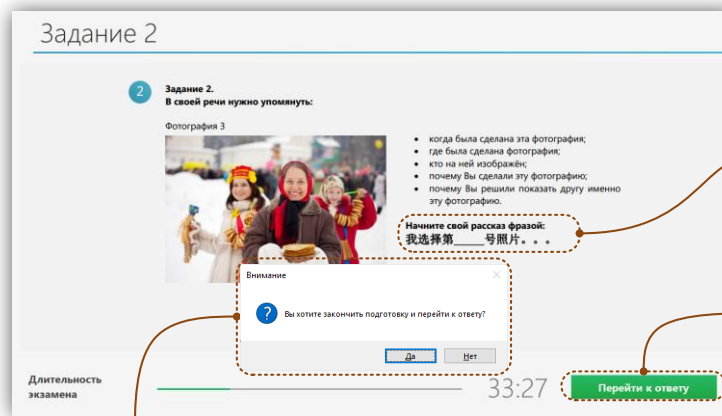 Задание 2
2
Задание 2.
В своей речи нужно упомянуть:
Фотография 3
• когда была сделана эта фотография;
• где была сделана фотография;
• кто на ней изображён;
• почему Вы сделали эту фотографию;
• почему Вы решили показать другу именно
эту фотографию.
Начните свой рассказ фразой:
我选择第____号照片。。。
Внимание
?
Вы хотите закончить подготовку и перейти к ответу?
Да
Нет
Длительность
экзамена
33:27
Перейти к ответу